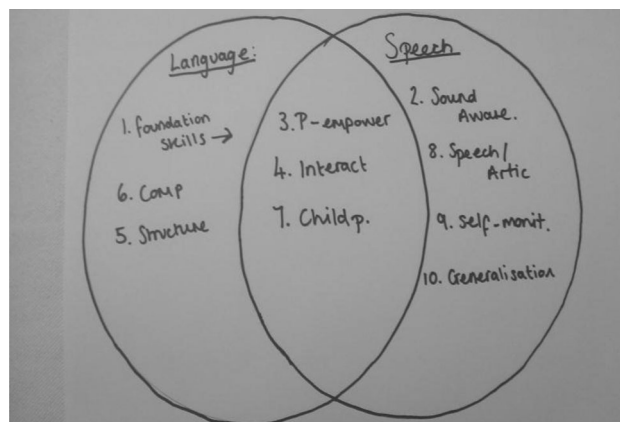 Language:
1. foundation
skills →
6. Comp
5. Structure
3. P-empower
4. Interact
7. Child p.
Speech
2. Sound
Aware.
8. Speech/
Artic
9. Self-monit.
10. Generalisation